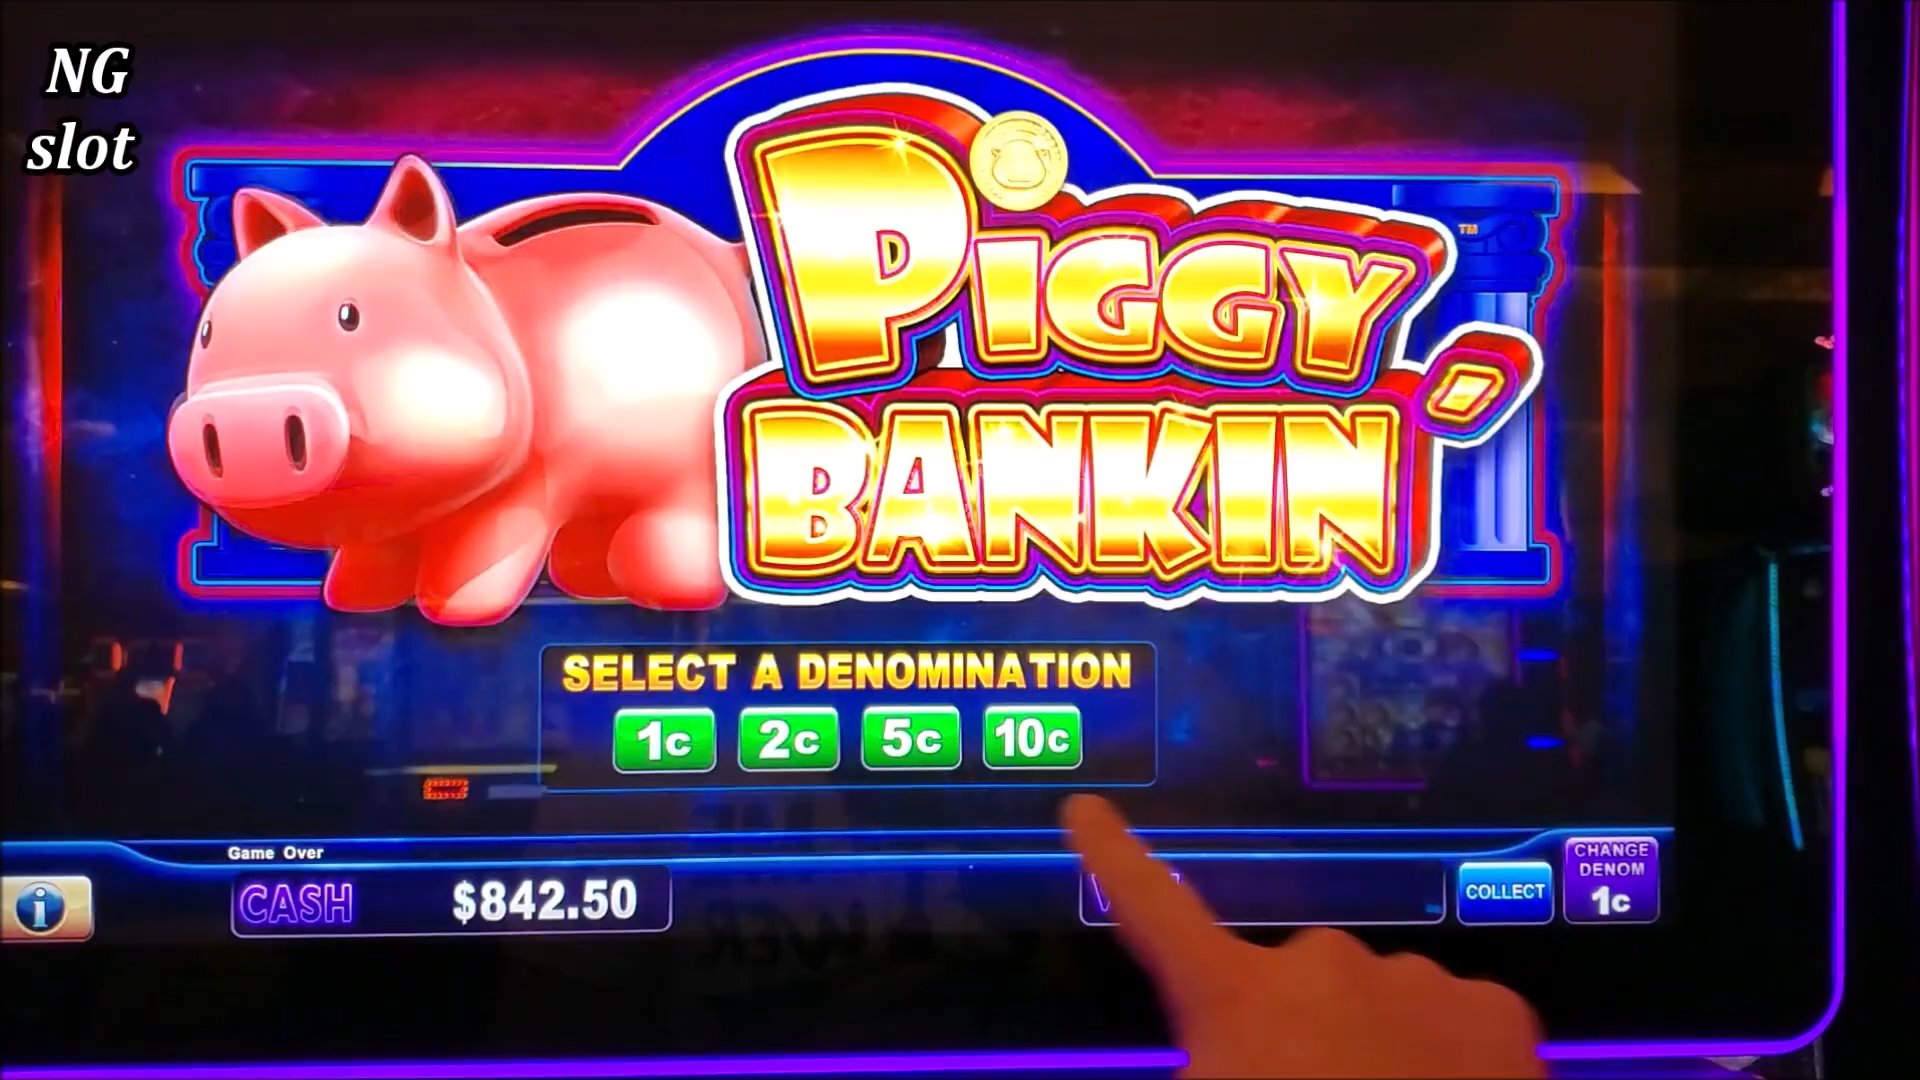 NG
slot
PIGGY
BANKIN'
™
SELECT A DENOMINATION
1c 2c 5c 10c
Game Over
CASH $842.50
COLLECT
CHANGE
DENOM
1c